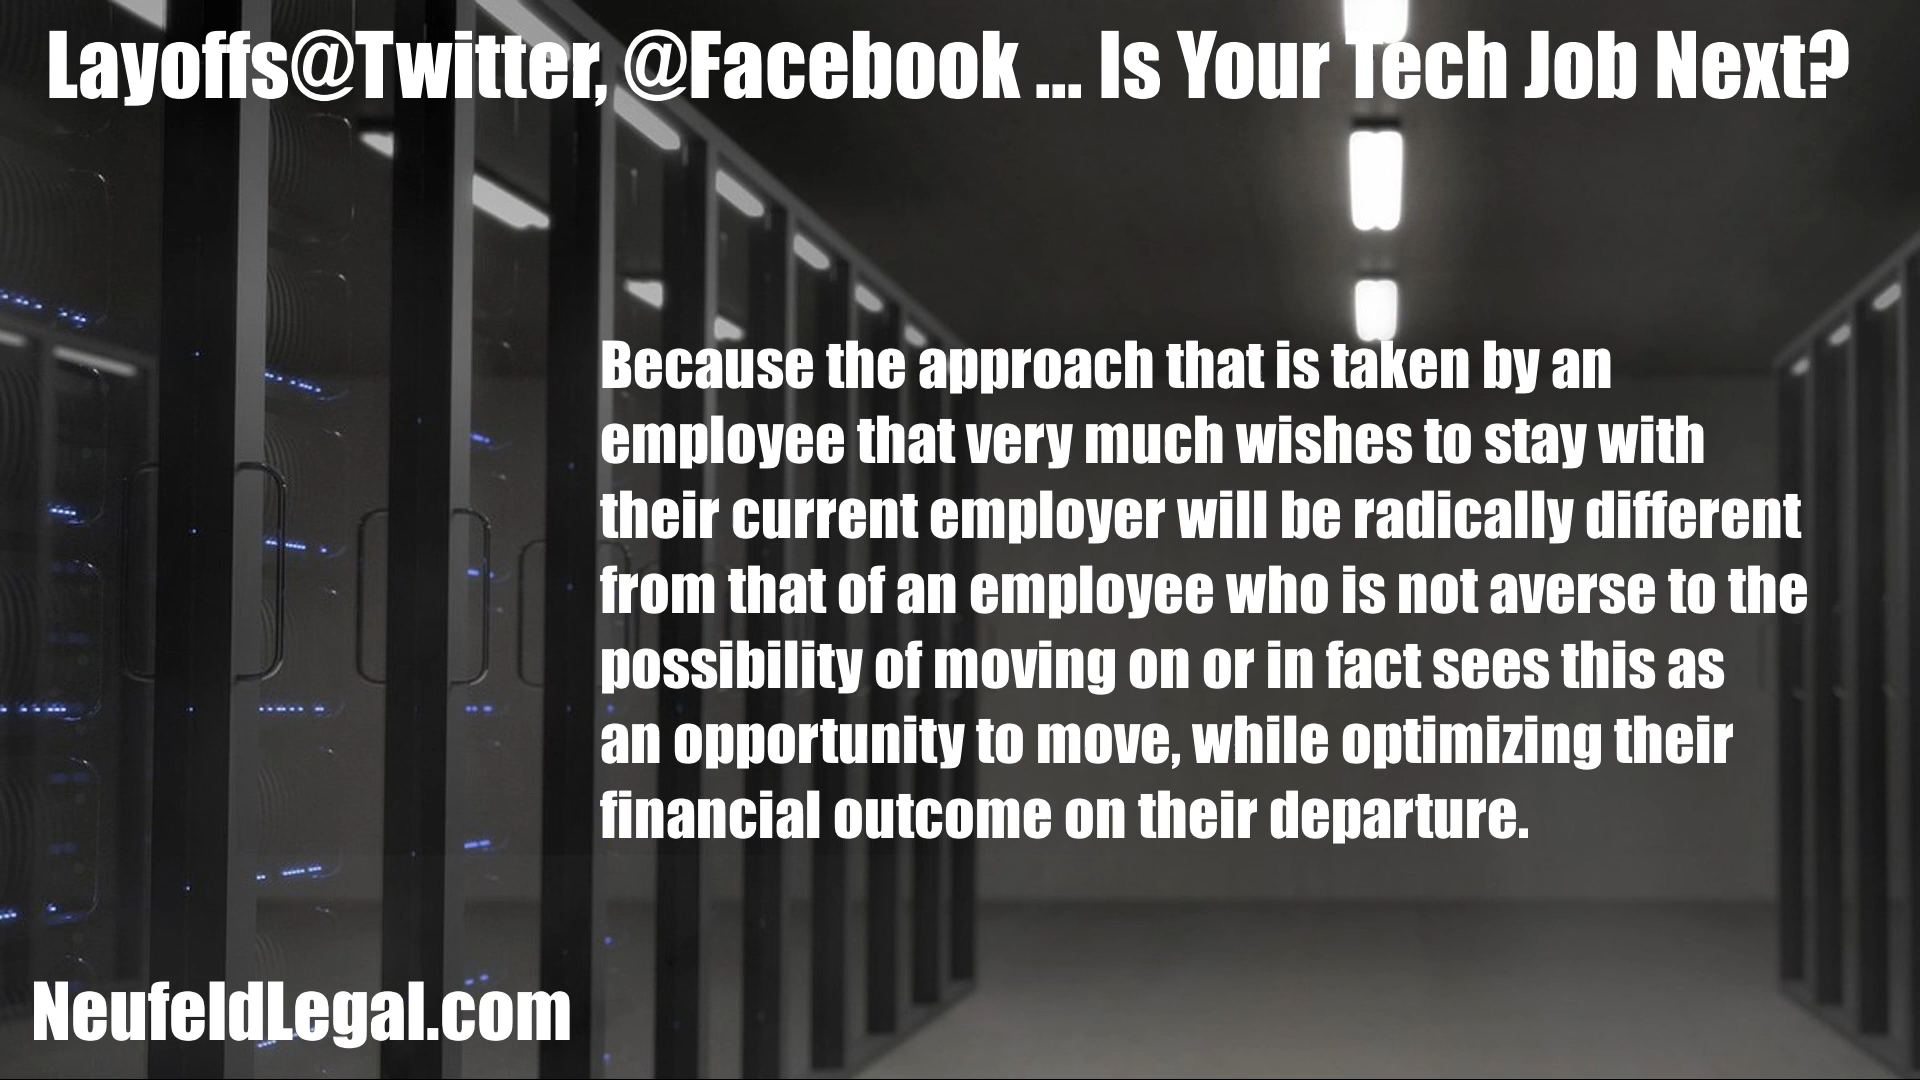 Layoffs@Twitter, @Facebook ... Is Your Tech Job Next?
Because the approach that is taken by an
employee that very much wishes to stay with
their current employer will be radically different
from that of an employee who is not averse to the
possibility of moving on or in fact sees this as
an opportunity to move, while optimizing their
financial outcome on their departure.
NeufeldLegal.com